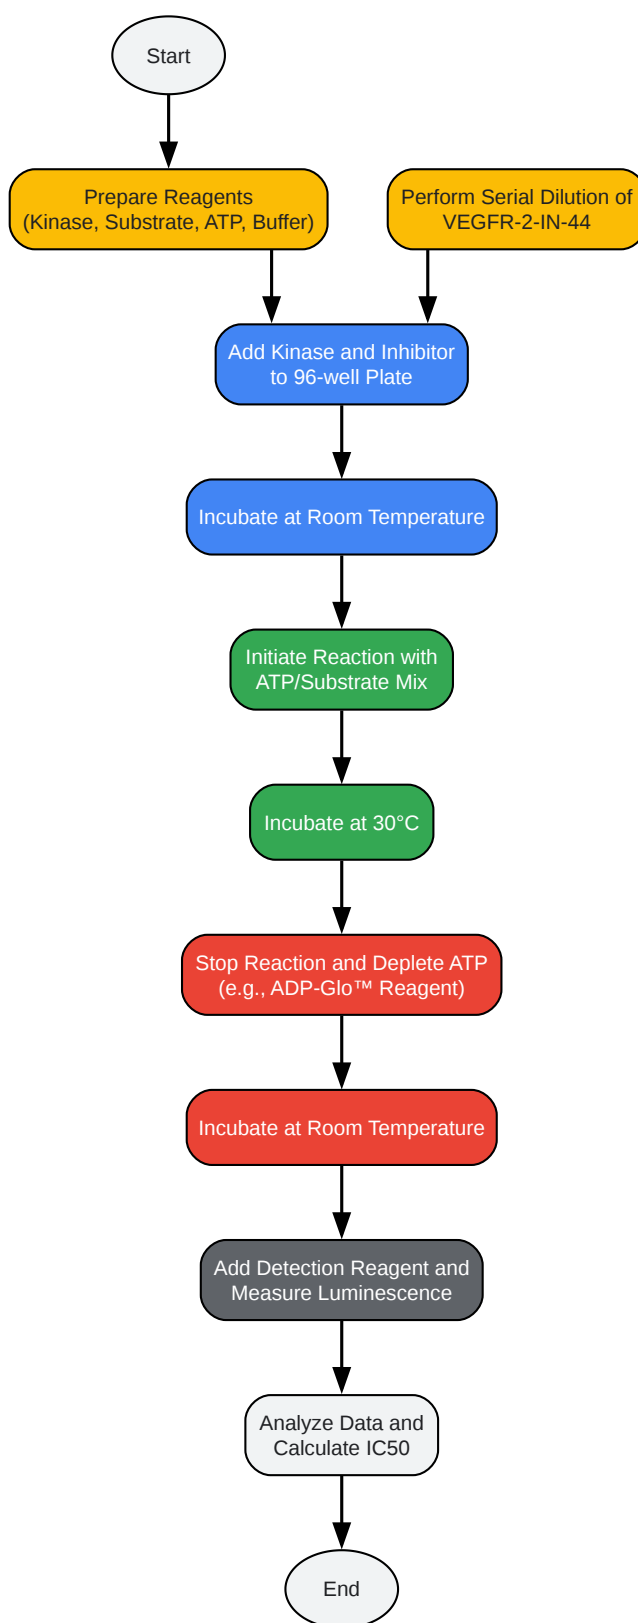 Start
Prepare Reagents
(Kinase, Substrate, ATP, Buffer)
Perform Serial Dilution of
VEGFR-2-IN-44
Add Kinase and Inhibitor
to 96-well Plate
Incubate at Room Temperature
Initiate Reaction with
ATP/Substrate Mix
Incubate at 30°C
Stop Reaction and Deplete ATP
(e.g., ADP-Glo™ Reagent)
Incubate at Room Temperature
Add Detection Reagent and
Measure Luminescence
Analyze Data and
Calculate IC50
End